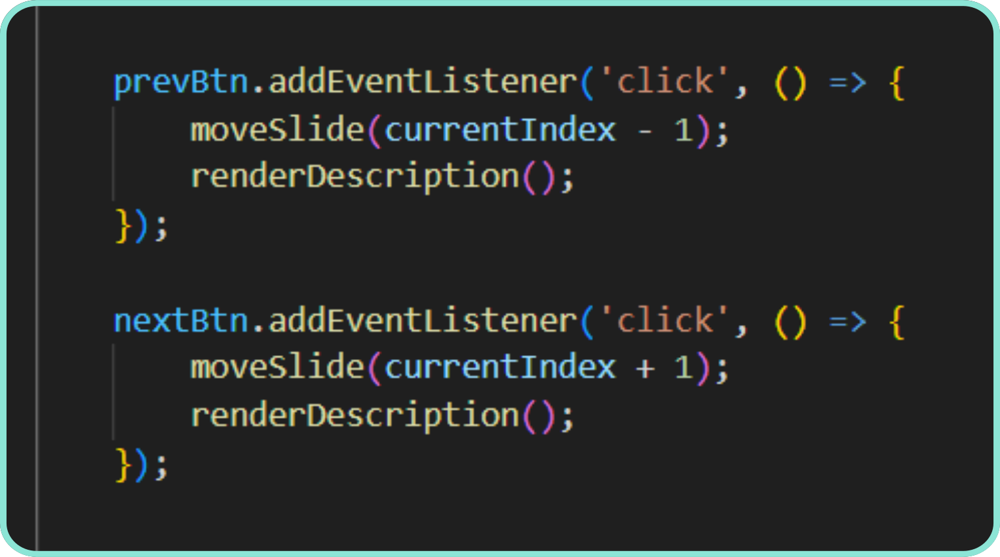 prevBtn.addEventListener('click', () => {
    moveSlide(currentIndex - 1);
    renderDescription();
});

nextBtn.addEventListener('click', () => {
    moveSlide(currentIndex + 1);
    renderDescription();
});